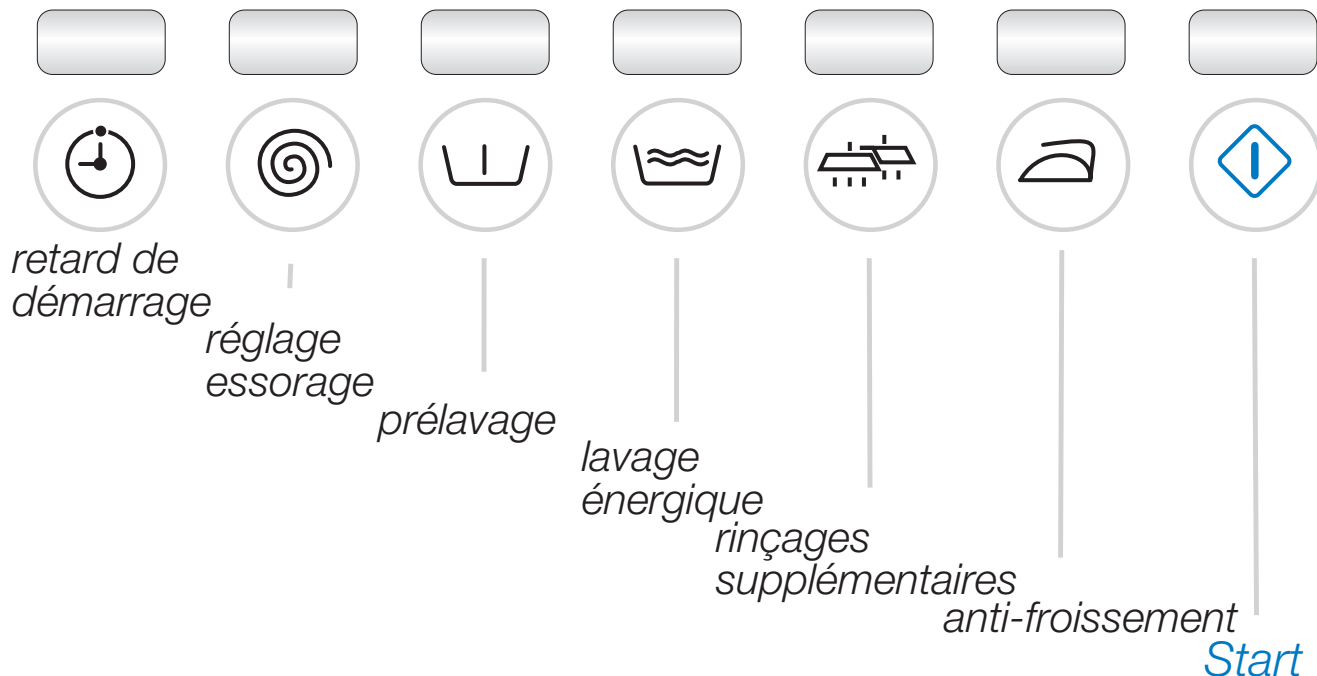 retard de
démarrage
réglage
essorage
prélavage
lavage
énergique
rinçages
supplémentaires
anti-froissement
Start